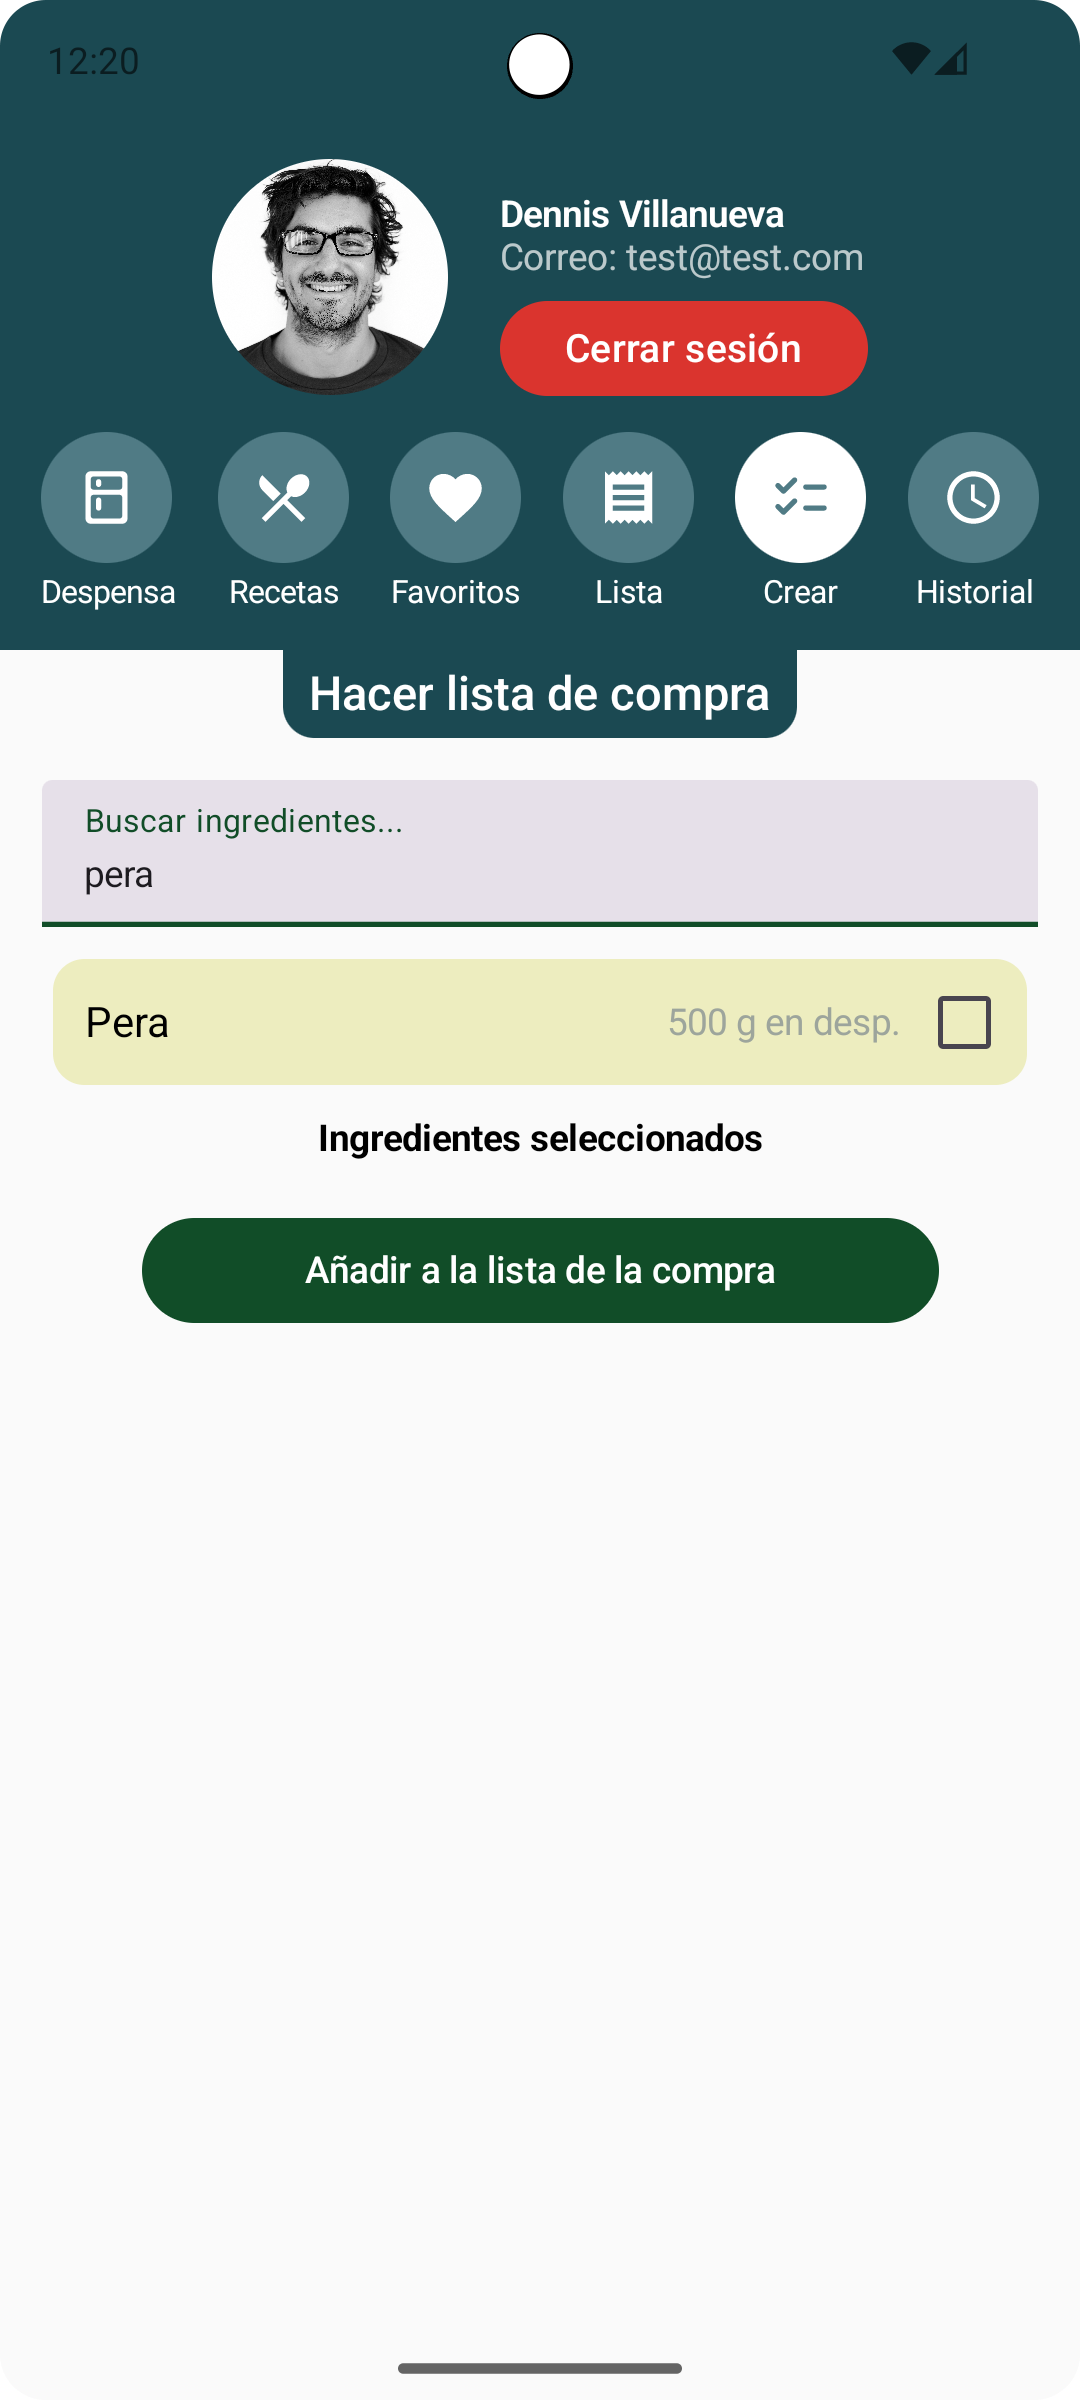 12:20
Dennis Villanueva
Correo: test@test.com
Cerrar sesión
Despensa
Recetas
Favoritos
Lista
Crear
Historial
Hacer lista de compra
Buscar ingredientes...
pera
Pera
500 g en desp.
Ingredientes seleccionados
Añadir a la lista de la compra